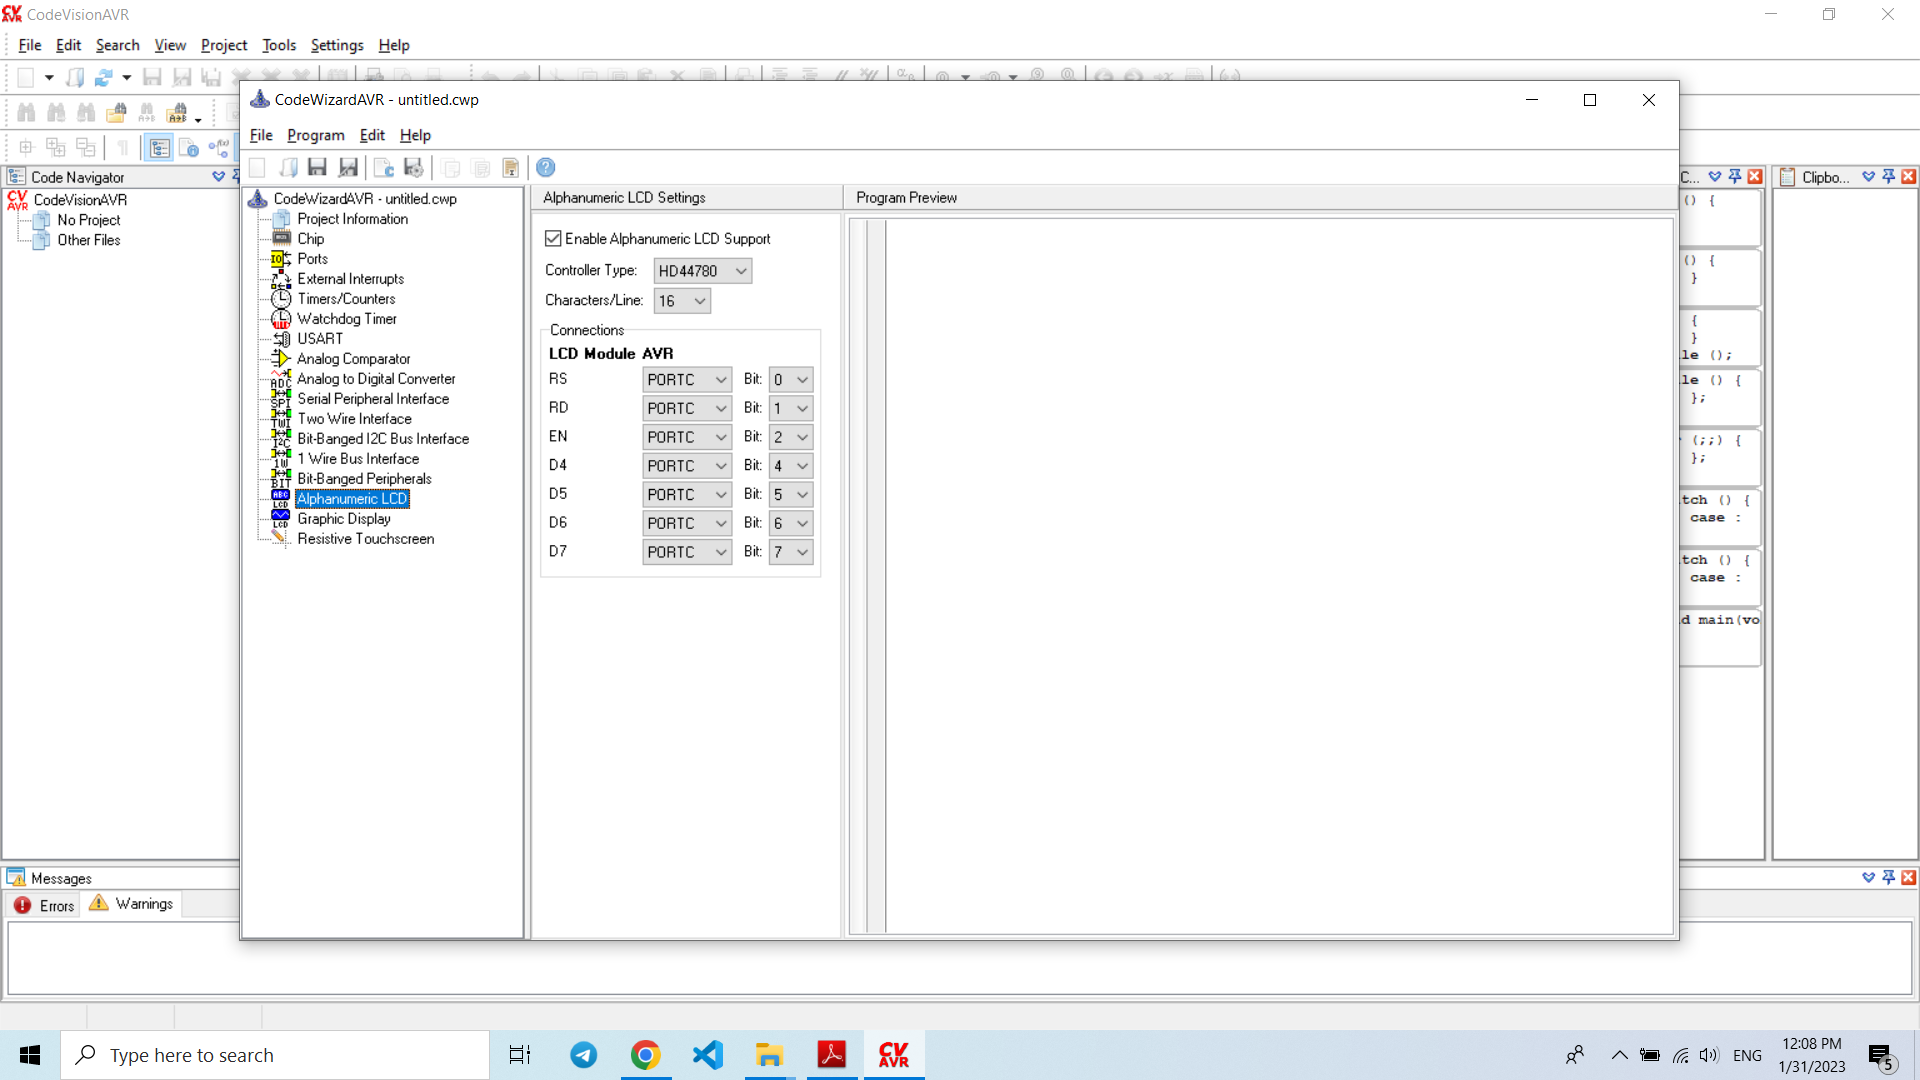 CodeVisionAVR
File Edit Search View Project Tools Settings Help
CodeWizardAVR - untitled.cwp
File Program Edit Help
Code Navigator
CodeVisionAVR
No Project
Other Files
CodeWizardAVR - untitled.cwp
Project Information
Chip
Ports
External Interrupts
Timers/Counters
Watchdog Timer
USART
Analog Comparator
Analog to Digital Converter
Serial Peripheral Interface
Two Wire Interface
Bit-Banged I2C Bus Interface
1 Wire Bus Interface
Bit-Banged Peripherals
Alphanumeric LCD
Graphic Display
Resistive Touchscreen
Alphanumeric LCD Settings
Enable Alphanumeric LCD Support
Controller Type: HD44780
Characters/Line: 16
Connections
LCD Module AVR
RS PORTC Bit: 0
RD PORTC Bit: 1
EN PORTC Bit: 2
D4 PORTC Bit: 4
D5 PORTC Bit: 5
D6 PORTC Bit: 6
D7 PORTC Bit: 7
Program Preview
C...
() {
() {
}
{
}
le ();
le () {
};
(;;) {
};
tch () {
case :
tch () {
case :
d main(vo
Clipbo...
Messages
Errors Warnings
Type here to search
CV AVR
ENG
12:08 PM
1/31/2023
5